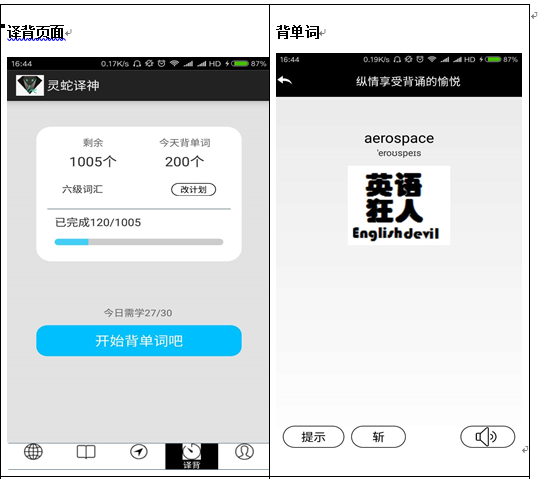 译背页面
背单词
16:44
0.17K/s
HD
87%
灵蛇译神
剩余
今天背单词
1005个
200个
六级词汇
改计划
已完成120/1005
今日需学27/30
开始背单词吧
译背
16:44
0.19K/s
HD
87%
纵情享受背诵的愉悦
aerospace
'eroʊspeɪs
英语
狂人
Englishdevil
提示
斩